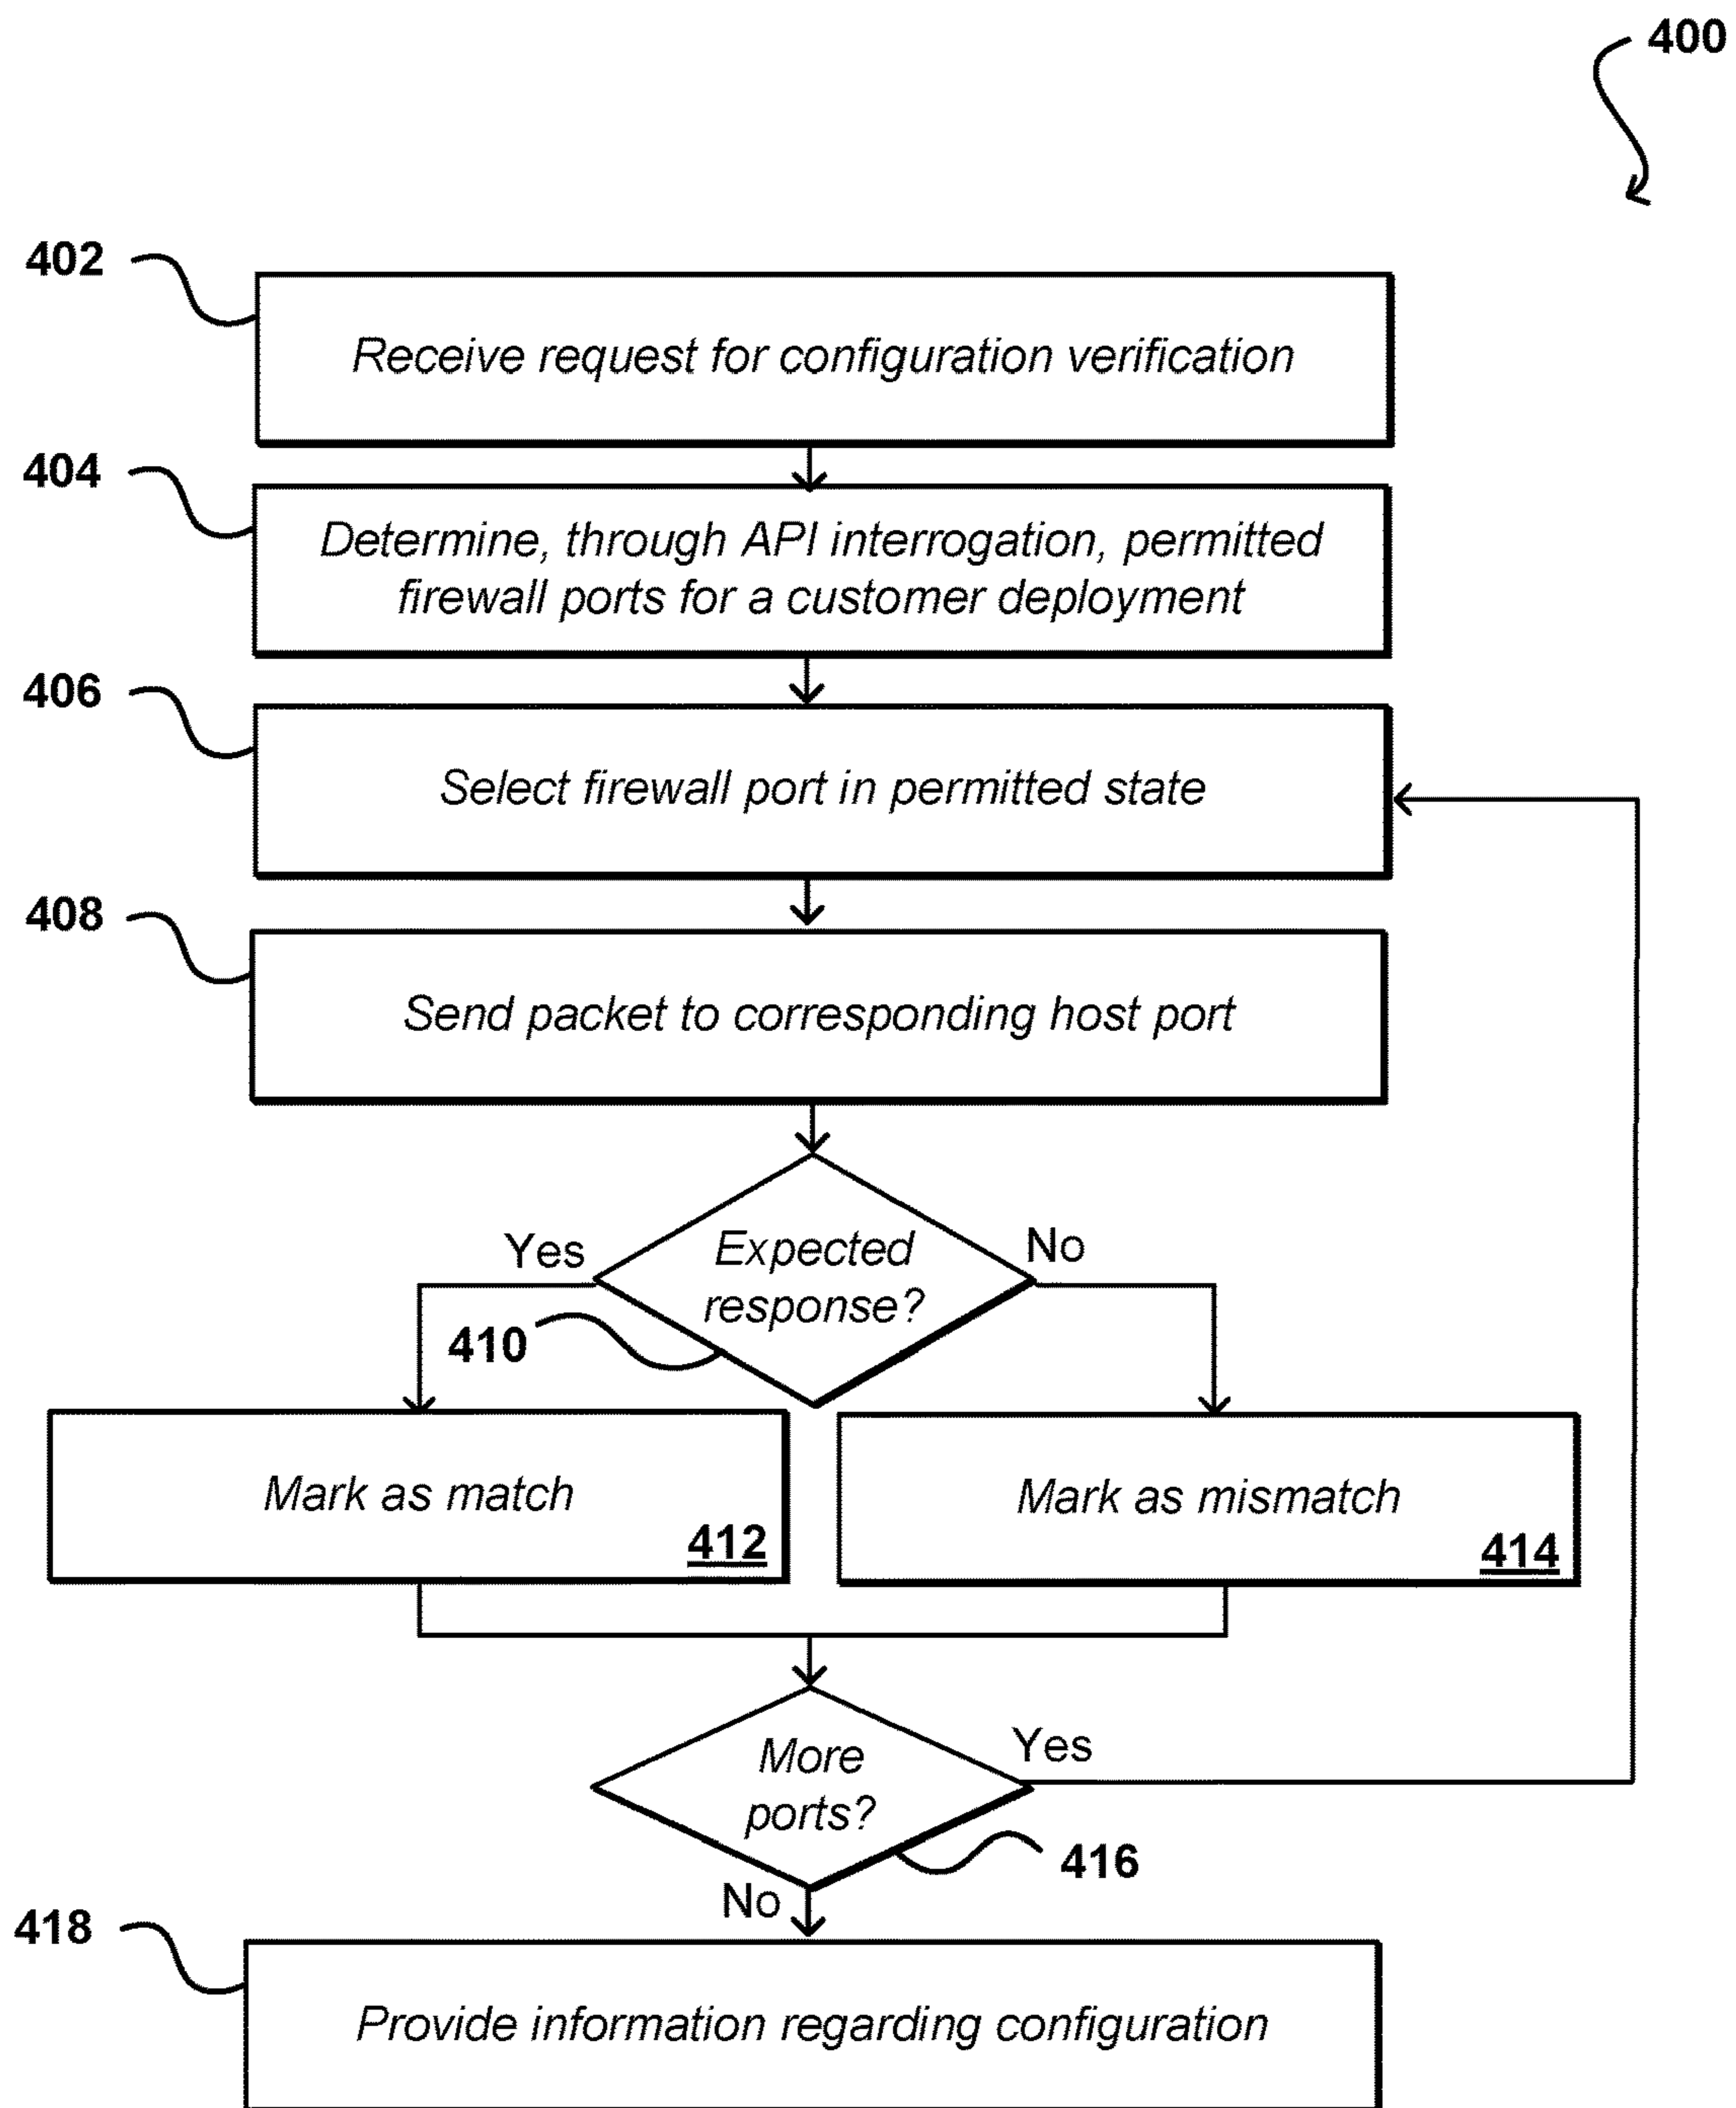 400
402
Receive request for configuration verification
404
Determine, through API interrogation, permitted
firewall ports for a customer deployment
406
Select firewall port in permitted state
408
Send packet to corresponding host port
Yes
Expected
response?
No
410
Mark as match
412
Mark as mismatch
414
More
ports?
Yes
416
No
418
Provide information regarding configuration